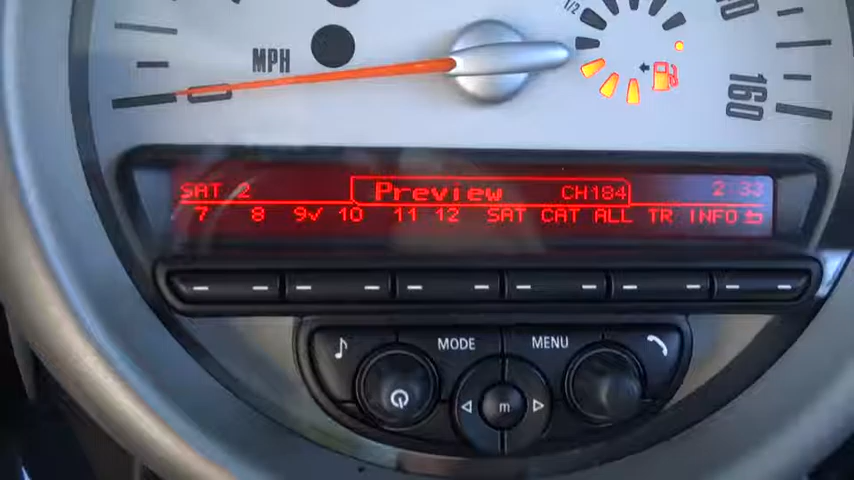 1/2
MPH
160
SAT 2 Preview CH184 2:33
7 8 9✓ 10 11 12 SAT CAT ALL TR INFO
MODE MENU
m